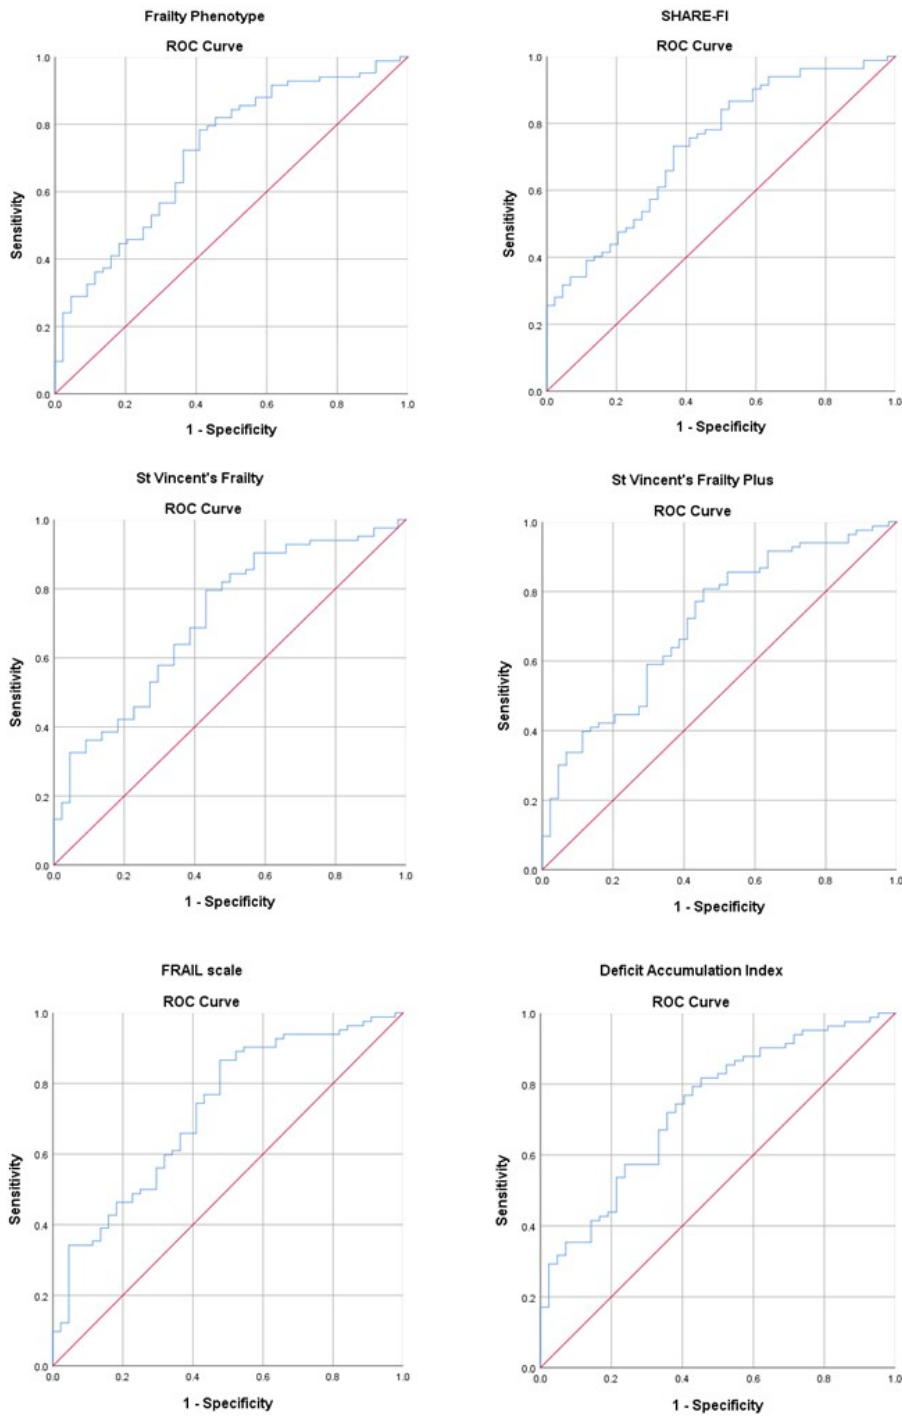 Frailty Phenotype
ROC Curve
1.0
0.8
0.6
0.4
0.2
0.0
Sensitivity
0.0 0.2 0.4 0.6 0.8 1.0
1 - Specificity
SHARE-FI
ROC Curve
1.0
0.8
0.6
0.4
0.2
0.0
Sensitivity
0.0 0.2 0.4 0.6 0.8 1.0
1 - Specificity
St Vincent's Frailty
ROC Curve
1.0
0.8
0.6
0.4
0.2
0.0
Sensitivity
0.0 0.2 0.4 0.6 0.8 1.0
1 - Specificity
St Vincent's Frailty Plus
ROC Curve
1.0
0.8
0.6
0.4
0.2
0.0
Sensitivity
0.0 0.2 0.4 0.6 0.8 1.0
1 - Specificity
FRAIL scale
ROC Curve
1.0
0.8
0.6
0.4
0.2
0.0
Sensitivity
0.0 0.2 0.4 0.6 0.8 1.0
1 - Specificity
Deficit Accumulation Index
ROC Curve
1.0
0.8
0.6
0.4
0.2
0.0
Sensitivity
0.0 0.2 0.4 0.6 0.8 1.0
1 - Specificity